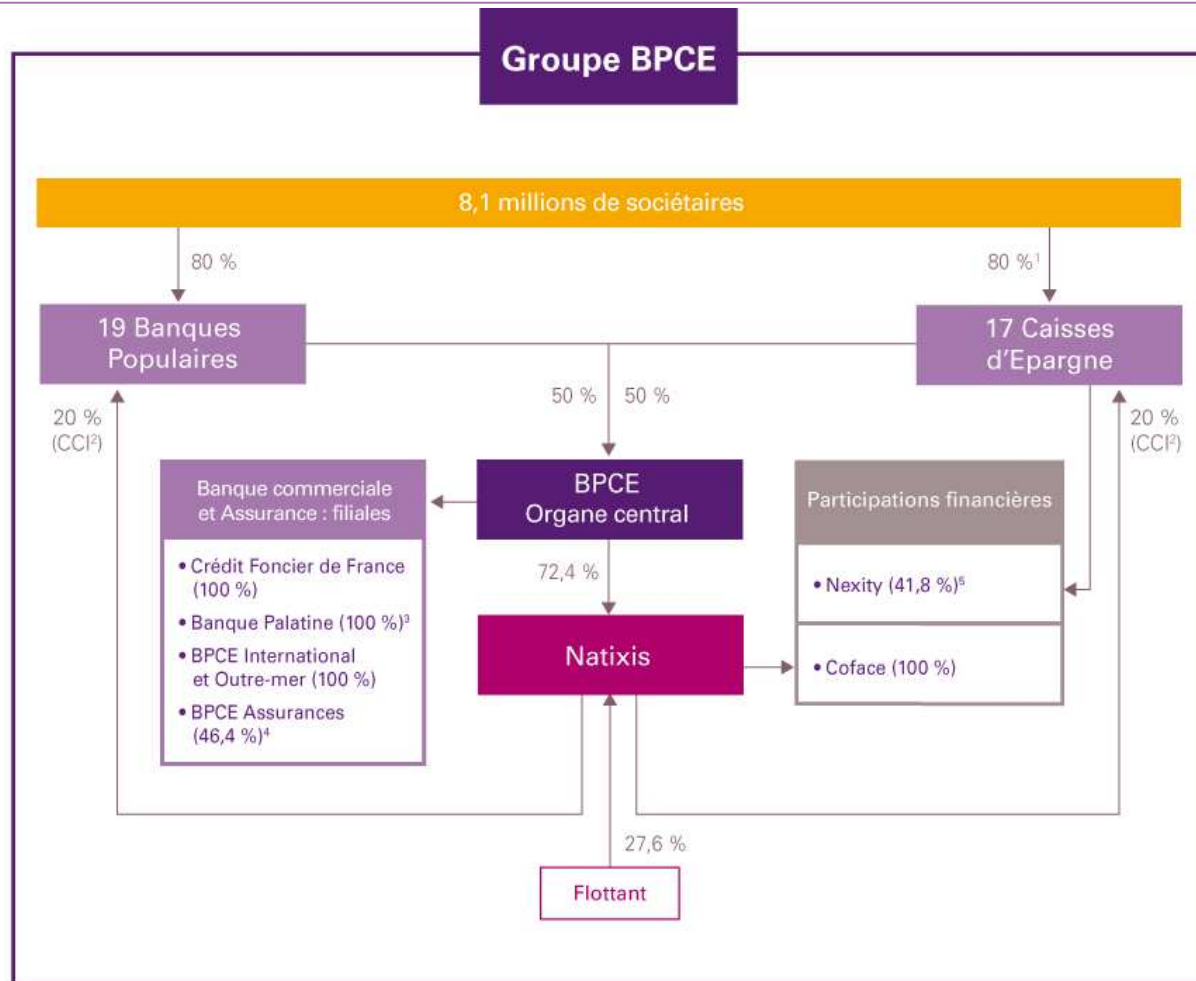 Groupe BPCE
8,1 millions de sociétaires
80 %
80 %¹
19 Banques
Populaires
17 Caisses
d'Epargne
50 %
50 %
20 %
(CCI²)
20 %
(CCI²)
Banque commerciale
et Assurance : filiales
• Crédit Foncier de France
(100 %)
• Banque Palatine (100 %)³
• BPCE International
et Outre-mer (100 %)
• BPCE Assurances
(46,4 %)⁴
BPCE
Organe central
72,4 %
Natixis
Participations financières
• Nexity (41,8 %)⁵
• Coface (100 %)
27,6 %
Flottant